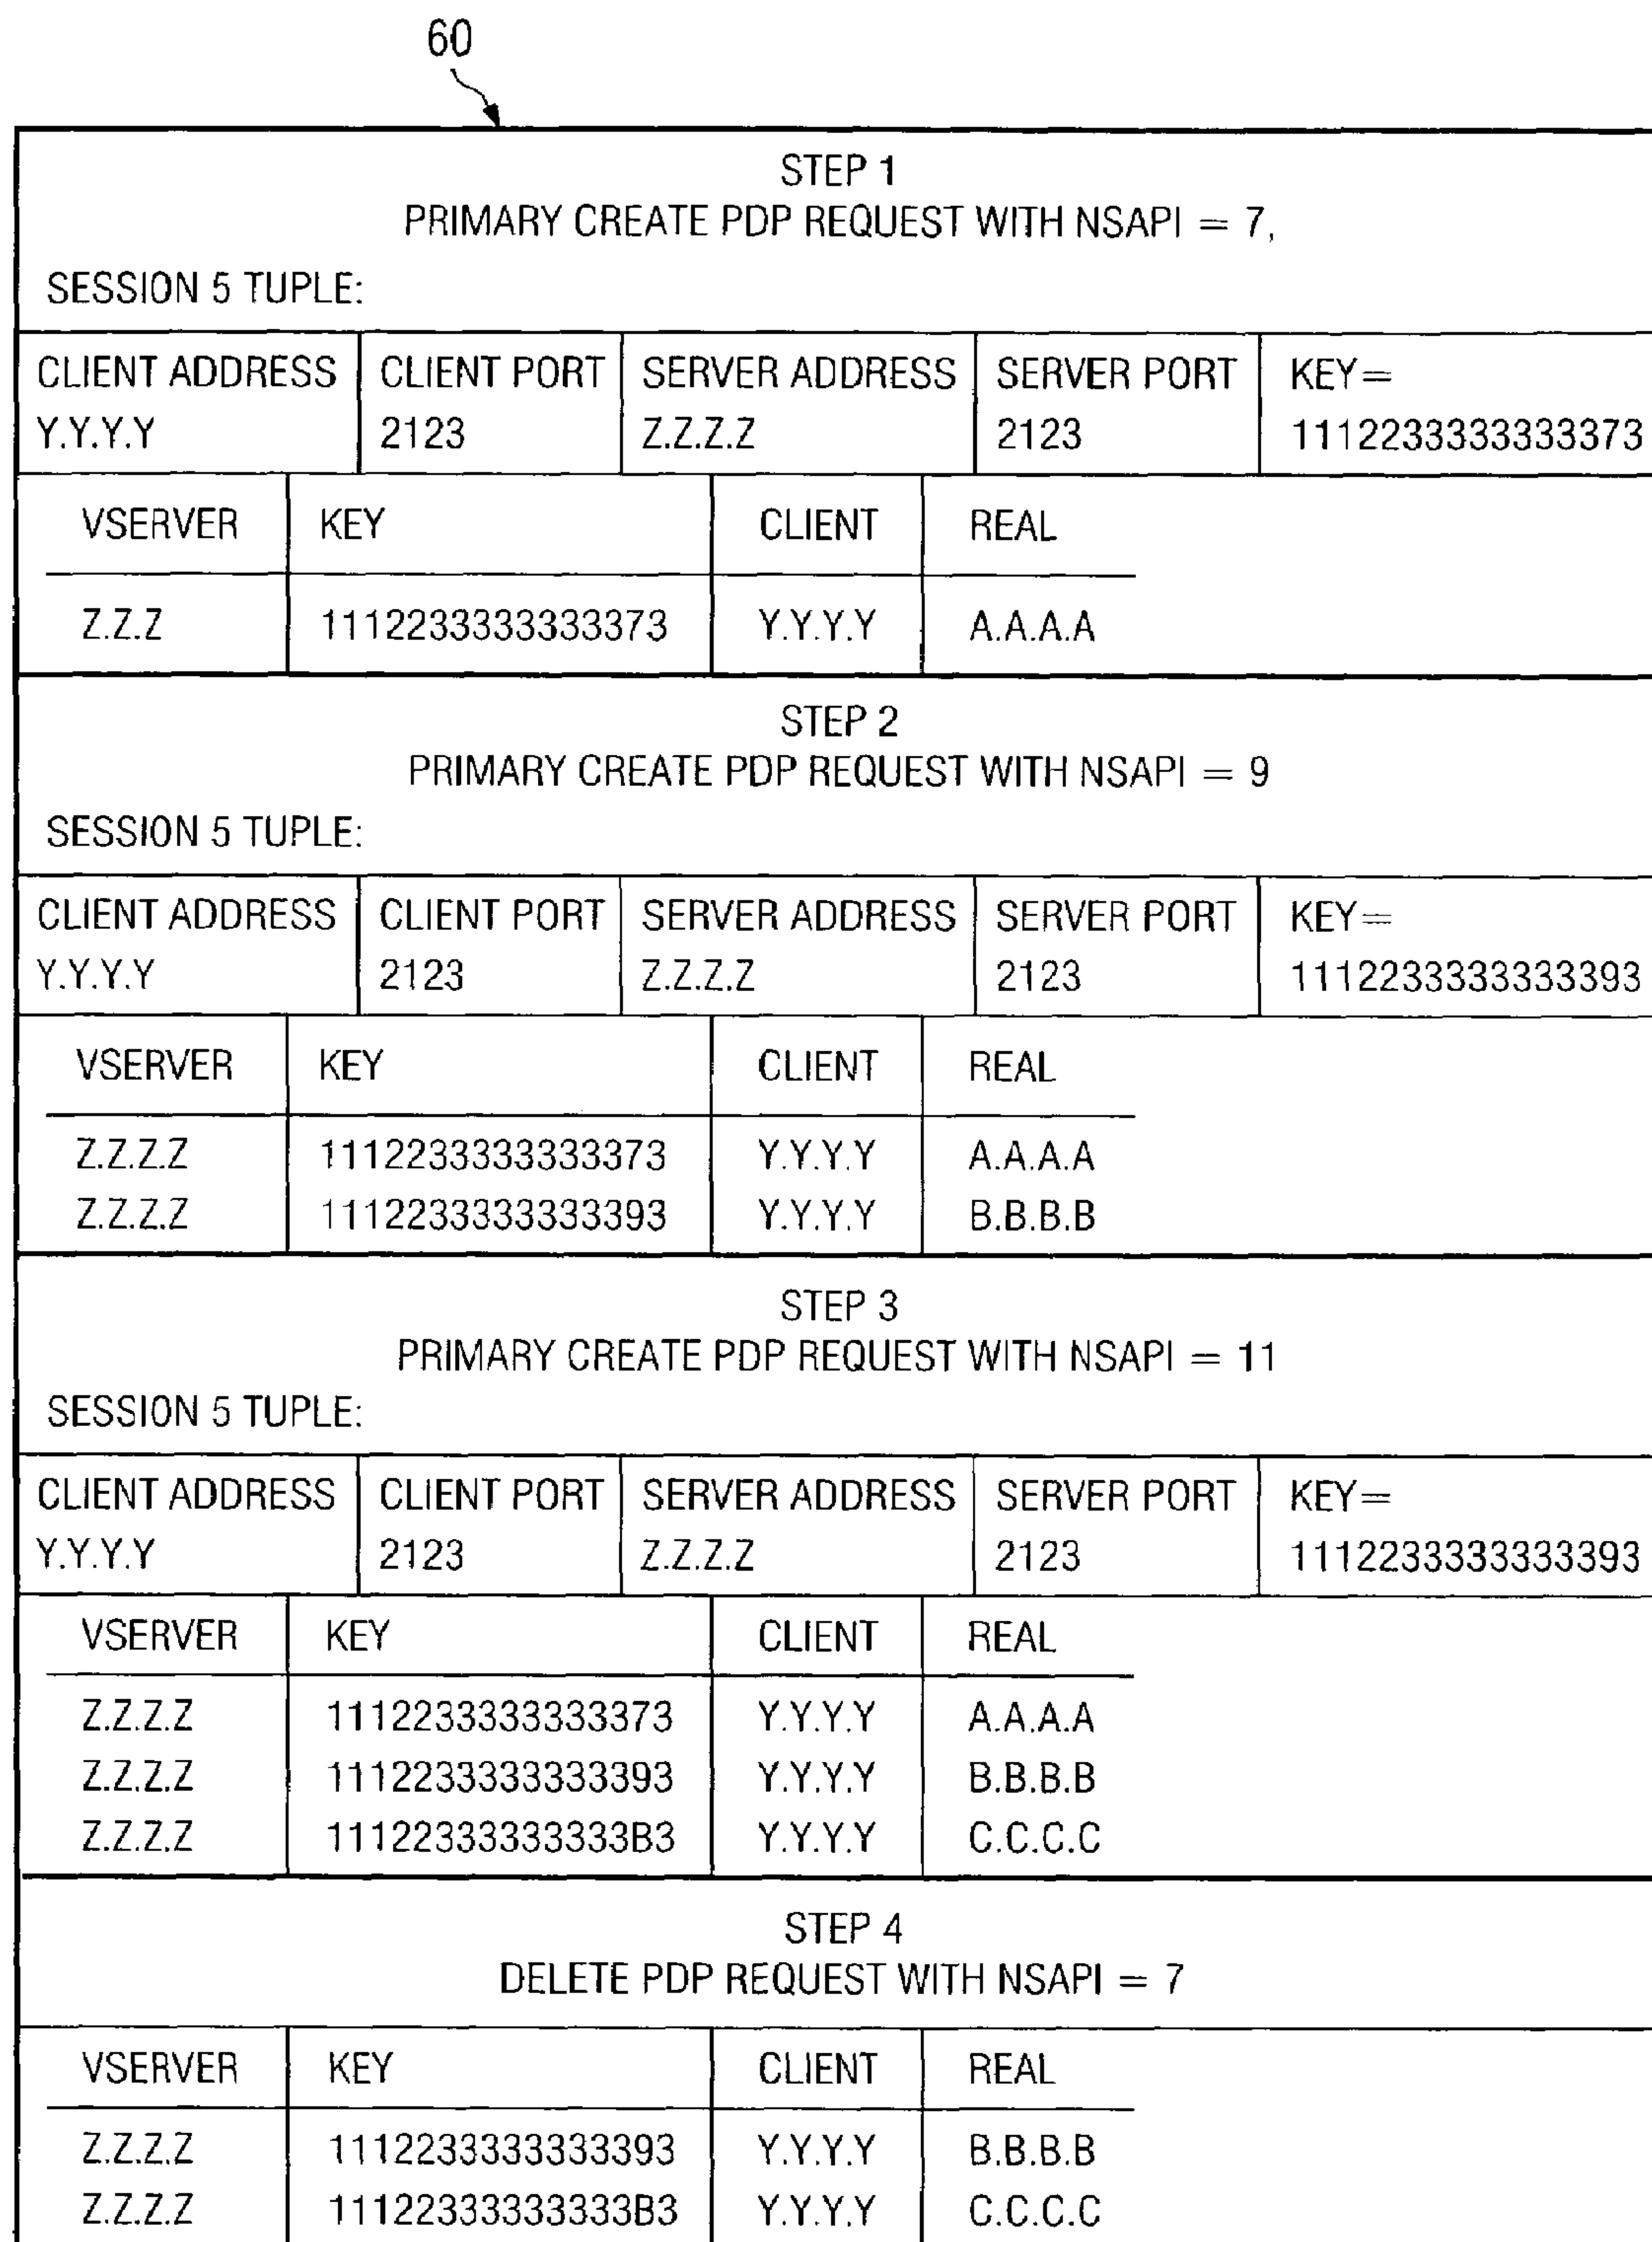 60
STEP 1
PRIMARY CREATE PDP REQUEST WITH NSAPI = 7,
SESSION 5 TUPLE:
CLIENT ADDRESS CLIENT PORT SERVER ADDRESS SERVER PORT KEY=
Y.Y.Y.Y 2123 Z.Z.Z.Z 2123 1112233333333373
VSERVER KEY CLIENT REAL
Z.Z.Z 1112233333333373 Y.Y.Y.Y A.A.A.A
STEP 2
PRIMARY CREATE PDP REQUEST WITH NSAPI = 9
SESSION 5 TUPLE:
CLIENT ADDRESS CLIENT PORT SERVER ADDRESS SERVER PORT KEY=
Y.Y.Y.Y 2123 Z.Z.Z.Z 2123 1112233333333393
VSERVER KEY CLIENT REAL
Z.Z.Z.Z 1112233333333373 Y.Y.Y.Y A.A.A.A
Z.Z.Z.Z 1112233333333393 Y.Y.Y.Y B.B.B.B
STEP 3
PRIMARY CREATE PDP REQUEST WITH NSAPI = 11
SESSION 5 TUPLE:
CLIENT ADDRESS CLIENT PORT SERVER ADDRESS SERVER PORT KEY=
Y.Y.Y.Y 2123 Z.Z.Z.Z 2123 1112233333333393
VSERVER KEY CLIENT REAL
Z.Z.Z.Z 1112233333333373 Y.Y.Y.Y A.A.A.A
Z.Z.Z.Z 1112233333333393 Y.Y.Y.Y B.B.B.B
Z.Z.Z.Z 11122333333333B3 Y.Y.Y.Y C.C.C.C
STEP 4
DELETE PDP REQUEST WITH NSAPI = 7
VSERVER KEY CLIENT REAL
Z.Z.Z.Z 1112233333333393 Y.Y.Y.Y B.B.B.B
Z.Z.Z.Z 11122333333333B3 Y.Y.Y.Y C.C.C.C